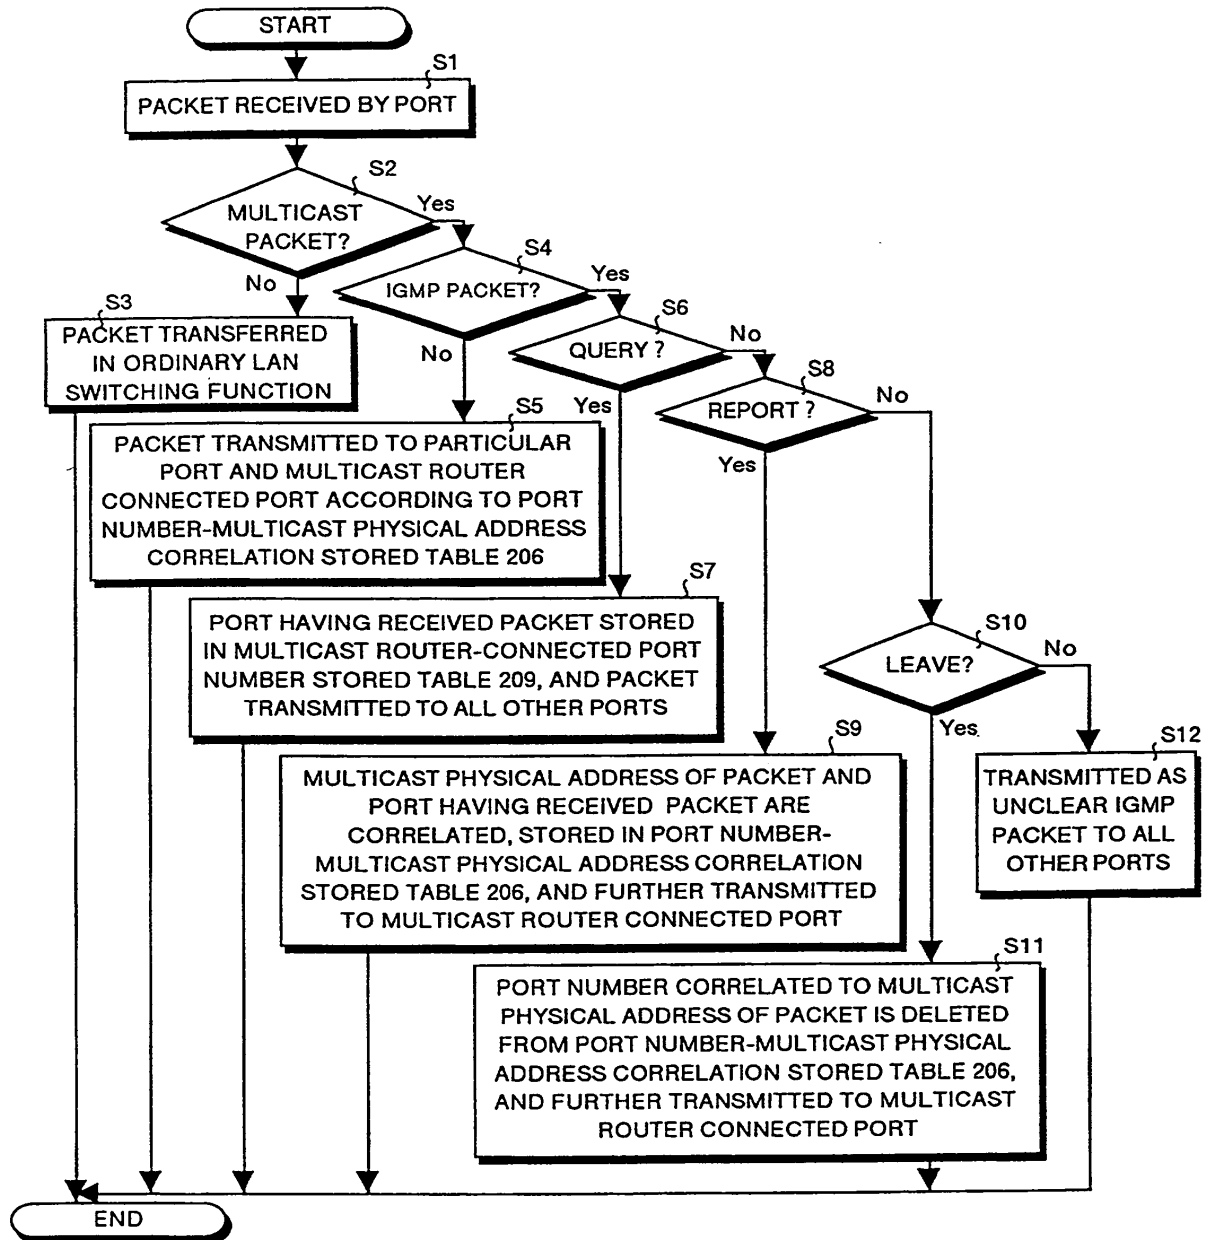 START
S1
PACKET RECEIVED BY PORT
S2
MULTICAST
PACKET?
Yes
No
S4
IGMP PACKET?
Yes
No
S3
PACKET TRANSFERRED
IN ORDINARY LAN
SWITCHING FUNCTION
S6
QUERY ?
No
Yes
S8
REPORT ?
No
Yes
S5
PACKET TRANSMITTED TO PARTICULAR
PORT AND MULTICAST ROUTER
CONNECTED PORT ACCORDING TO PORT
NUMBER-MULTICAST PHYSICAL ADDRESS
CORRELATION STORED TABLE 206
S7
PORT HAVING RECEIVED PACKET STORED
IN MULTICAST ROUTER-CONNECTED PORT
NUMBER STORED TABLE 209, AND PACKET
TRANSMITTED TO ALL OTHER PORTS
S10
LEAVE?
No
Yes
S9
MULTICAST PHYSICAL ADDRESS OF PACKET AND
PORT HAVING RECEIVED PACKET ARE
CORRELATED, STORED IN PORT NUMBER-
MULTICAST PHYSICAL ADDRESS CORRELATION
STORED TABLE 206, AND FURTHER TRANSMITTED
TO MULTICAST ROUTER CONNECTED PORT
S12
TRANSMITTED AS
UNCLEAR IGMP
PACKET TO ALL
OTHER PORTS
S11
PORT NUMBER CORRELATED TO MULTICAST
PHYSICAL ADDRESS OF PACKET IS DELETED
FROM PORT NUMBER-MULTICAST PHYSICAL
ADDRESS CORRELATION STORED TABLE 206,
AND FURTHER TRANSMITTED TO MULTICAST
ROUTER CONNECTED PORT
END